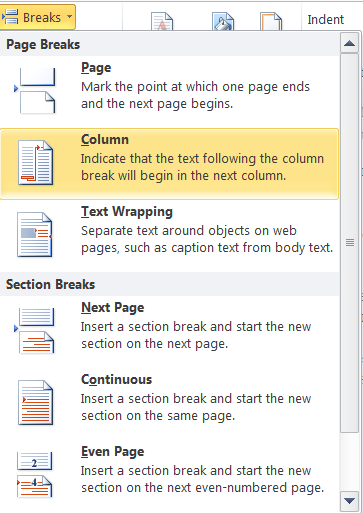 Breaks
Indent
Page Breaks
Page
Mark the point at which one page ends
and the next page begins.
Column
Indicate that the text following the column
break will begin in the next column.
Text Wrapping
Separate text around objects on web
pages, such as caption text from body text.
Section Breaks
Next Page
Insert a section break and start the new
section on the next page.
Continuous
Insert a section break and start the new
section on the same page.
Even Page
Insert a section break and start the new
section on the next even-numbered page.
2
4